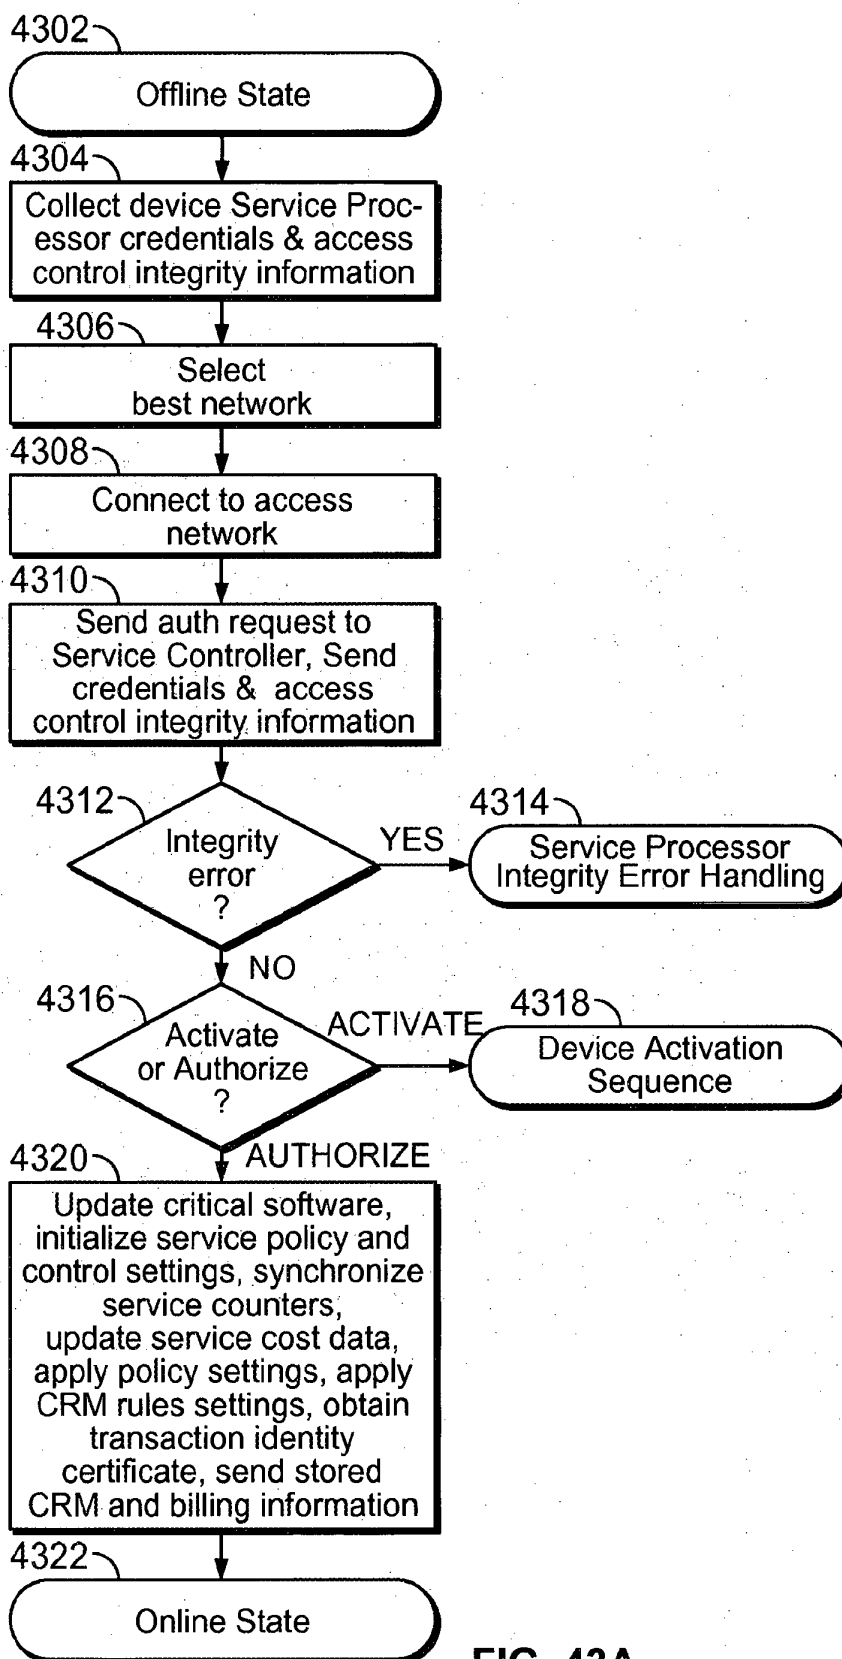 4302
Offline State
4304
Collect device Service Proc-
essor credentials & access
control integrity information
4306
Select
best network
4308
Connect to access
network
4310
Send auth request to
Service Controller, Send
credentials & access
control integrity information
4312
Integrity
error
?
YES
4314
Service Processor
Integrity Error Handling
NO
4316
Activate
or Authorize
?
ACTIVATE
4318
Device Activation
Sequence
AUTHORIZE
4320
Update critical software,
initialize service policy and
control settings, synchronize
service counters,
update service cost data,
apply policy settings, apply
CRM rules settings, obtain
transaction identity
certificate, send stored
CRM and billing information
4322
Online State
FIG. 43A